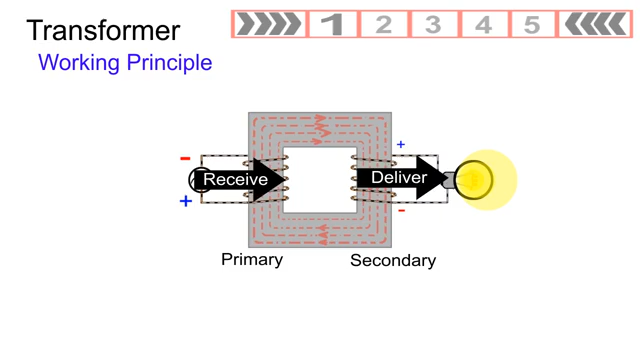 Transformer
1 2 3 4 5
Working Principle
- +
Receive Deliver
+ -
Primary Secondary